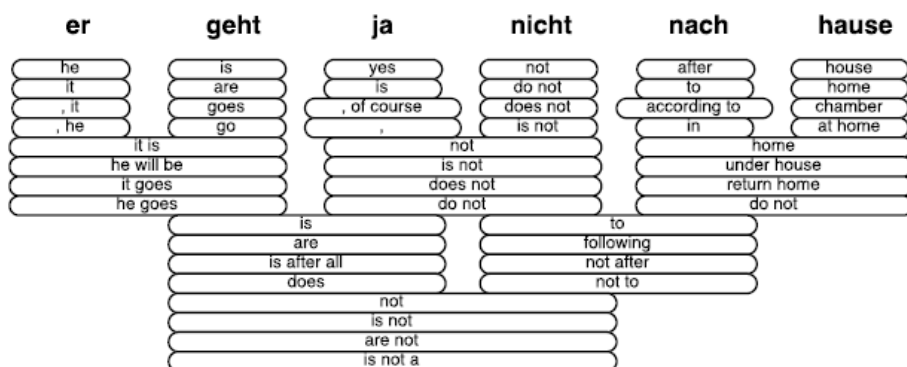 er geht ja nicht nach hause
he is yes not after house
it are is do not to home
, it goes , of course does not according to chamber
, he go , is not in at home
it is not home
he will be is not under house
it goes does not return home
he goes do not do not
is to
are following
is after all not after
does not to
not
is not
are not
is not a